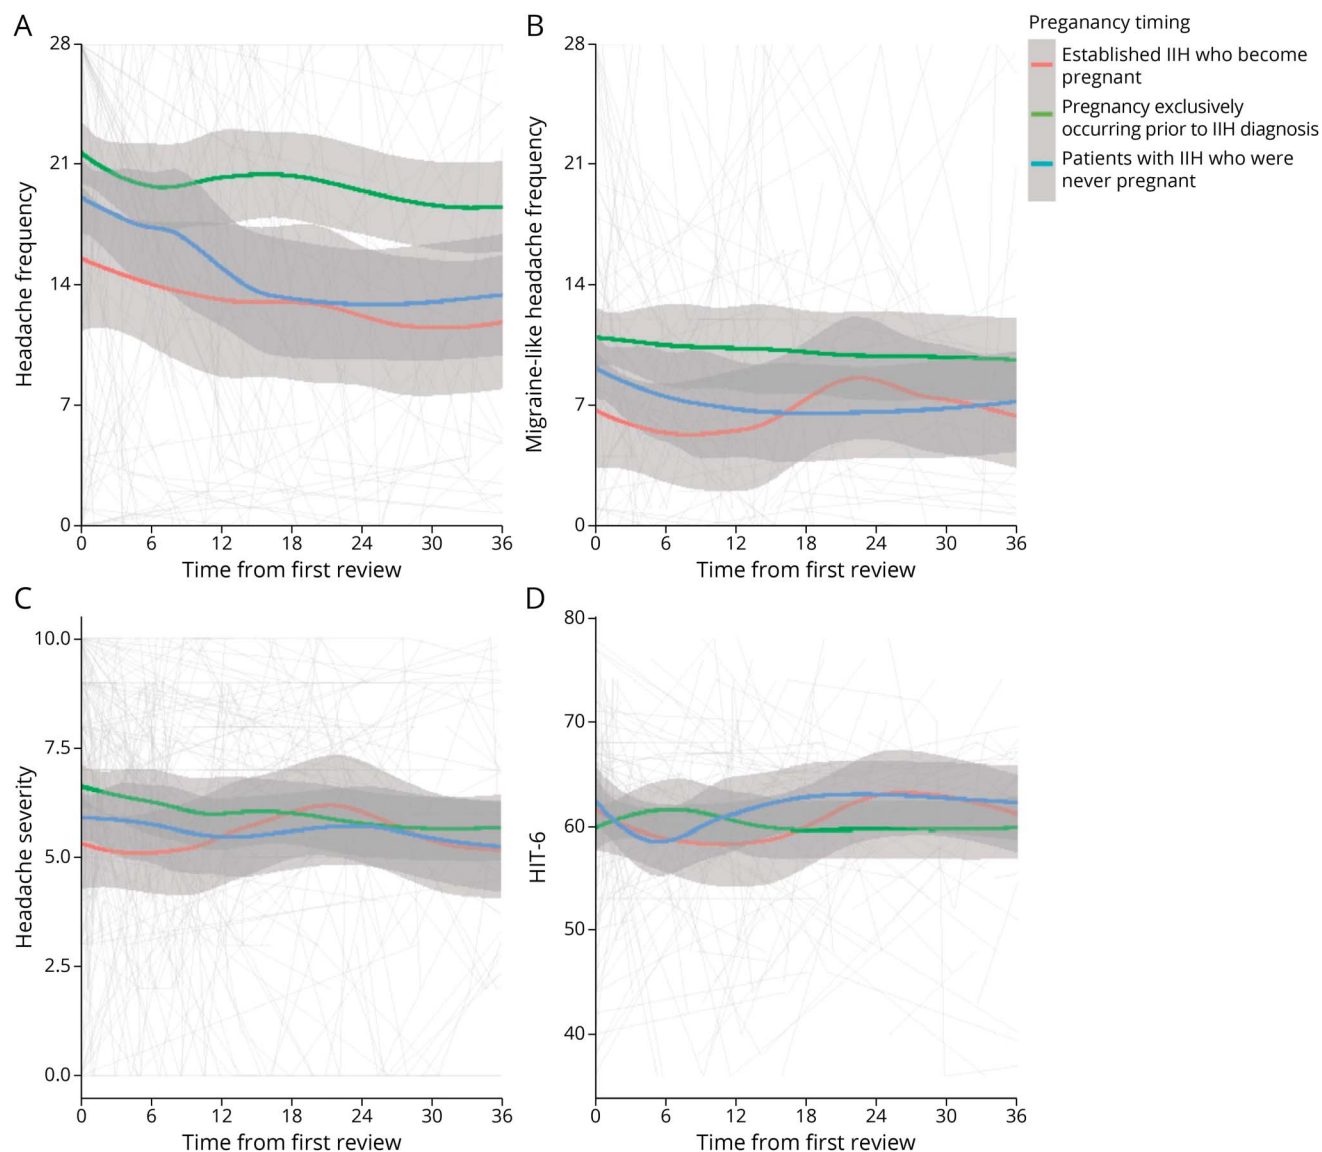 A
B
Preganancy timing
Established IIH who become
pregnant
Pregnancy exclusively
occurring prior to IIH diagnosis
Patients with IIH who were
never pregnant
Headache frequency
28
21
14
7
0
0 6 12 18 24 30 36
Time from first review
Migraine-like headache frequency
28
21
14
7
0
0 6 12 18 24 30 36
Time from first review
C
D
Headache severity
10.0
7.5
5.0
2.5
0.0
0 6 12 18 24 30 36
Time from first review
HIT-6
80
70
60
50
40
0 6 12 18 24 30 36
Time from first review